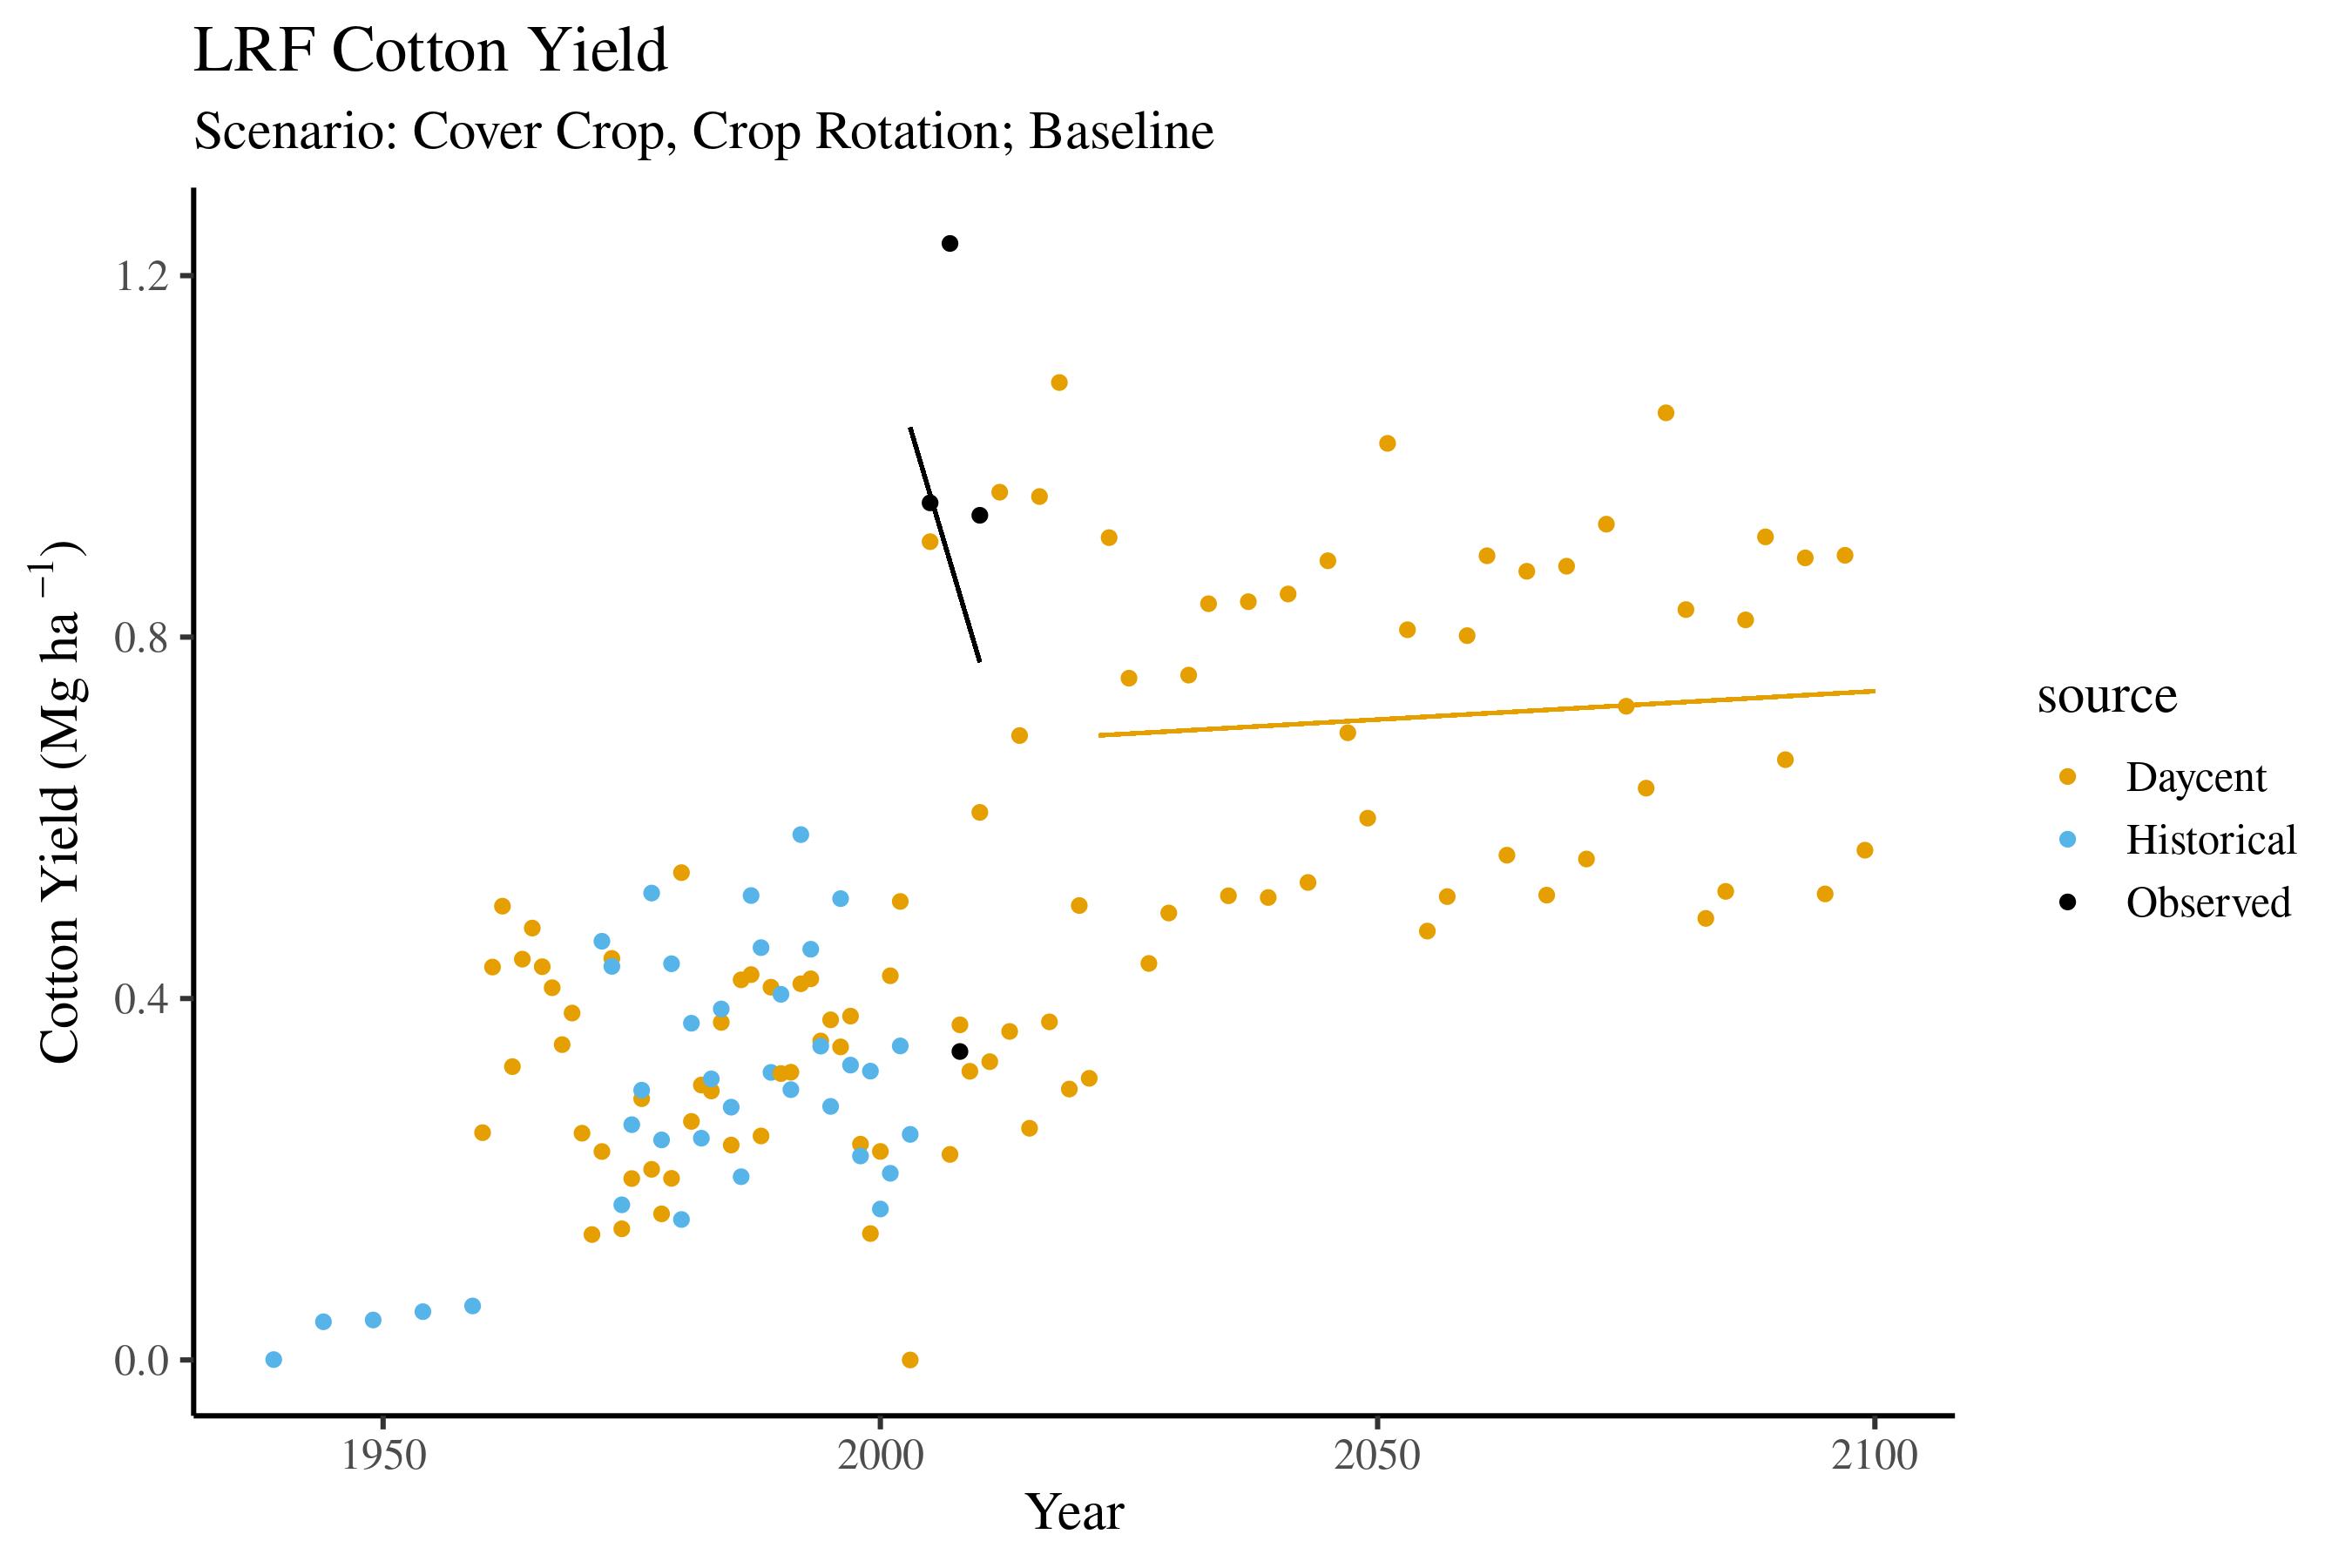 LRF Cotton Yield
Scenario: Cover Crop, Crop Rotation; Baseline
Cotton Yield (Mg ha⁻¹)
1.2
0.8
0.4
0.0
1950 2000 2050 2100
Year
source
Daycent
Historical
Observed